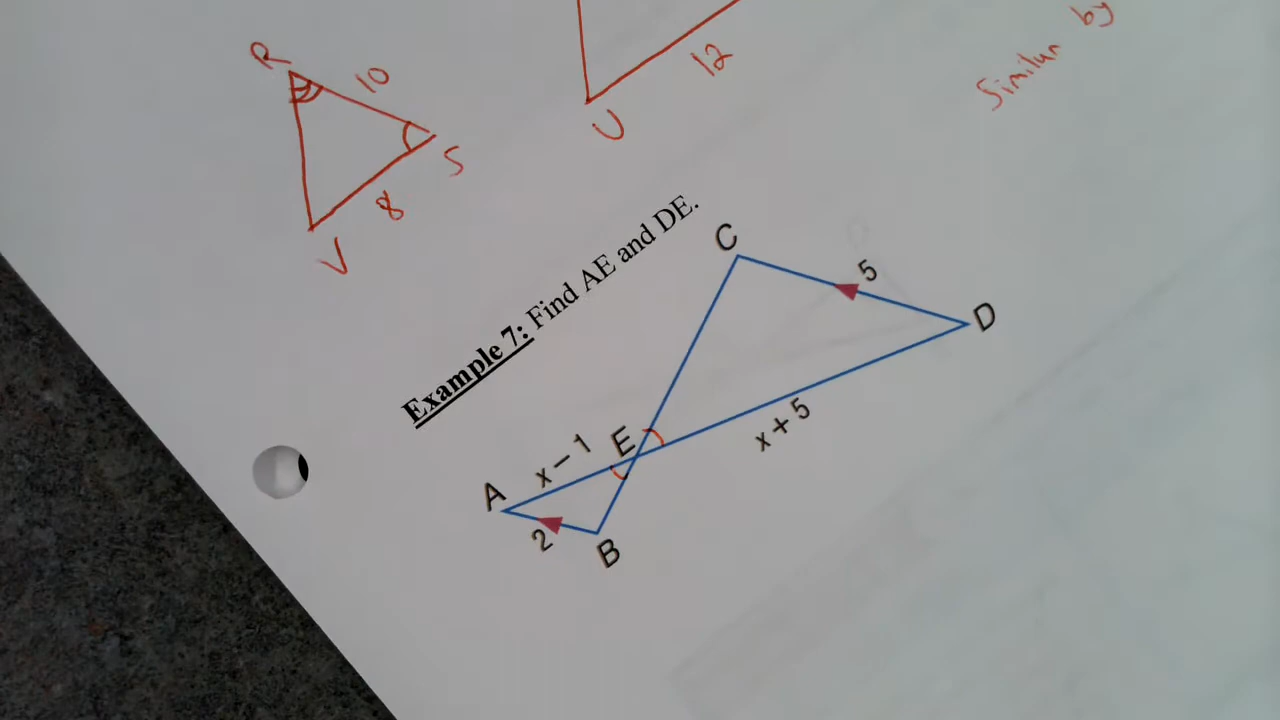 R
10
S
8
V
U
12
Similar by
Example 7: Find AE and DE.
C
5
D
x + 5
E
x − 1
A
2
B